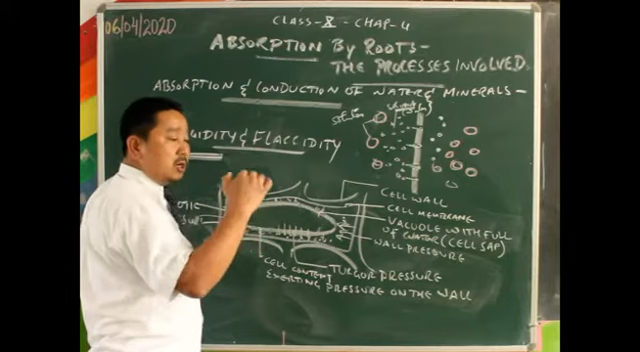 06/04/2020
CLASS-X - CHAP-4
ABSORPTION BY ROOTS-
THE PROCESSES INVOLVED.
ABSORPTION & CONDUCTION OF WATER & MINERALS -
IDITY & FLACCIDITY
CELL WALL
CELL MEMBRANE
VACUOLE WITH FULL
OF WATER (CELL SAP)
WALL PRESSURE
CELL CONTENT
TURGOR PRESSURE
EXERTING PRESSURE ON THE WALL